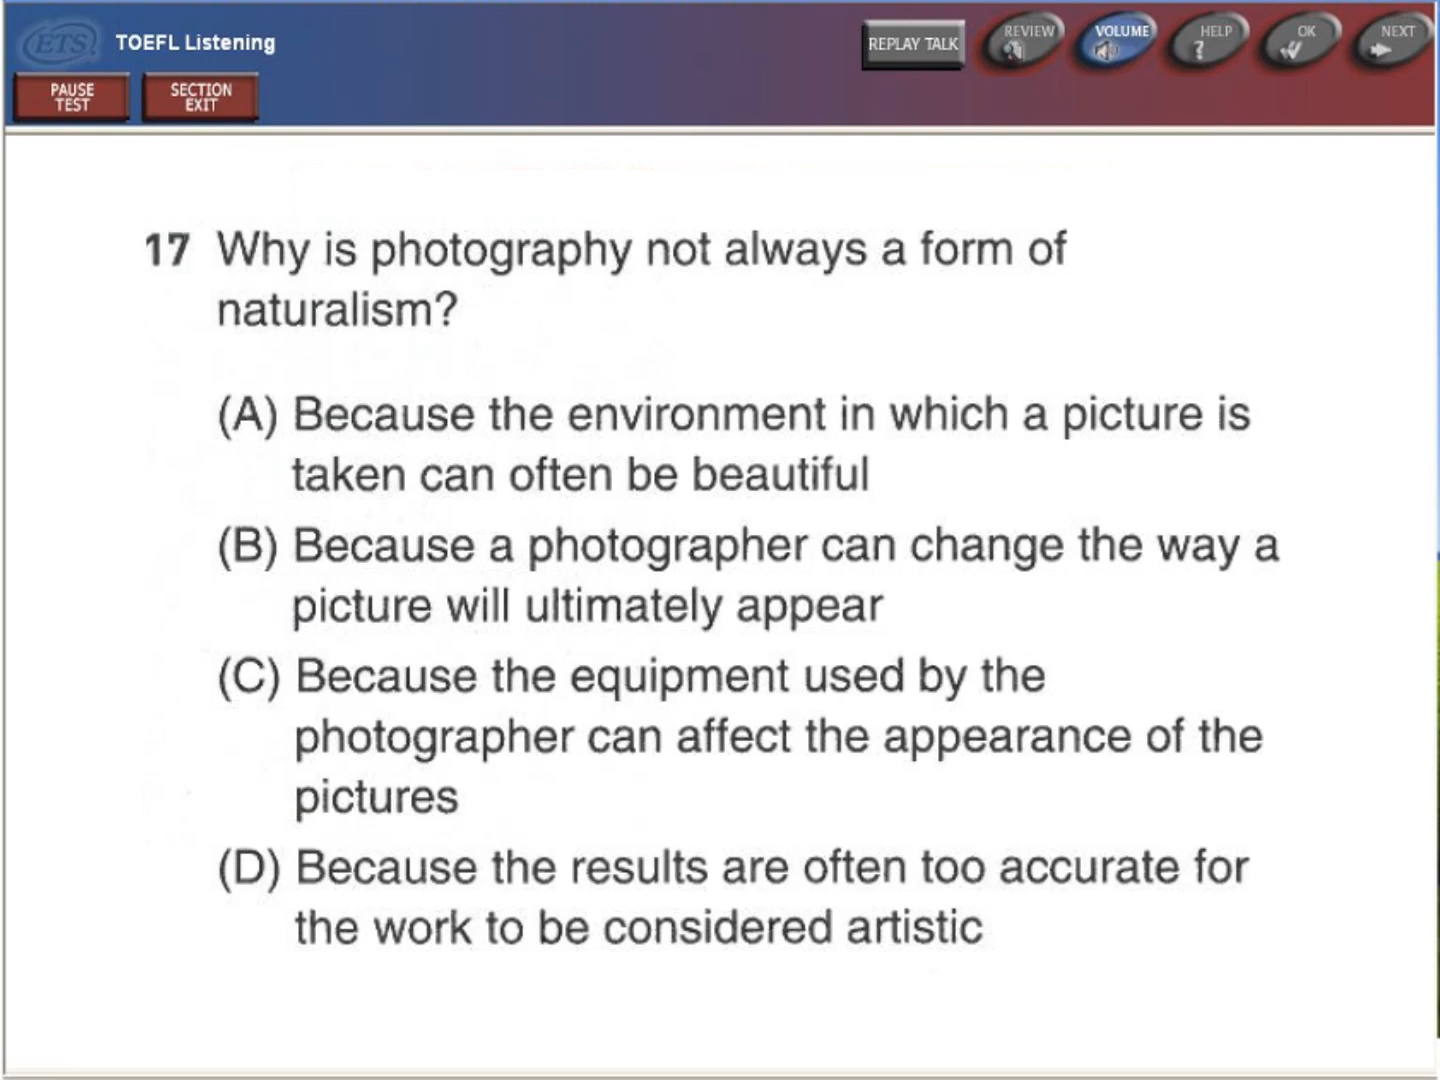 ETS TOEFL Listening
REPLAY TALK
REVIEW
VOLUME
HELP
?
OK
NEXT
PAUSE
TEST
SECTION
EXIT
17 Why is photography not always a form of
naturalism?
(A) Because the environment in which a picture is
taken can often be beautiful
(B) Because a photographer can change the way a
picture will ultimately appear
(C) Because the equipment used by the
photographer can affect the appearance of the
pictures
(D) Because the results are often too accurate for
the work to be considered artistic